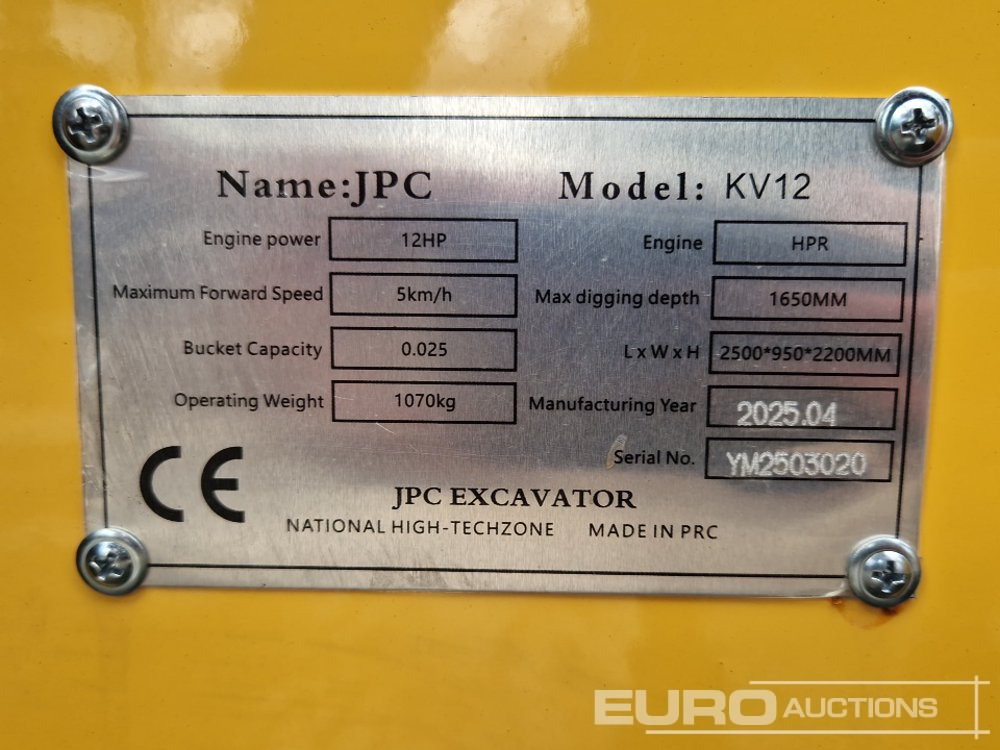 Name:JPC Model: KV12
Engine power 12HP Engine HPR
Maximum Forward Speed 5km/h Max digging depth 1650MM
Bucket Capacity 0.025 L x W x H 2500*950*2200MM
Operating Weight 1070kg Manufacturing Year 2025.04
Serial No. YM2503020
CE
JPC EXCAVATOR
NATIONAL HIGH-TECHZONE MADE IN PRC
EURO AUCTIONS